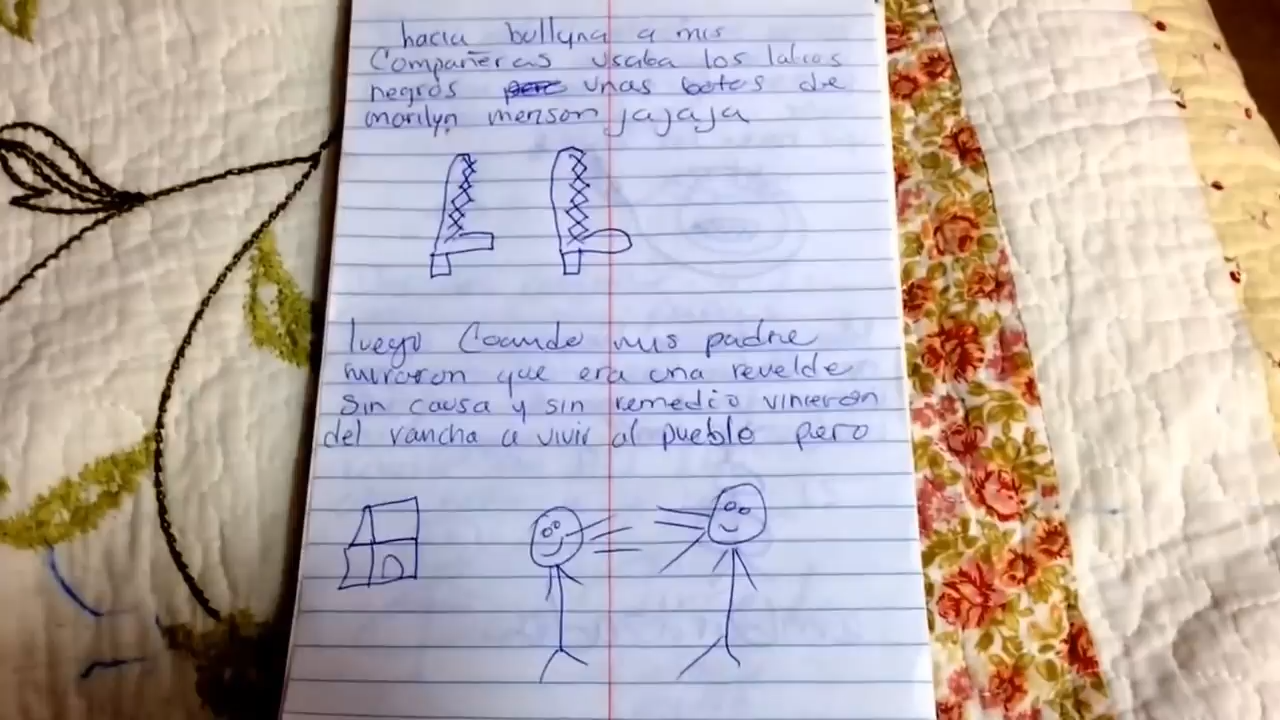 hacia bullyna a mis
Compañeras usaba los labios
negros unas botas de
marilyn menson jajaja
luego Cuando mis padre
miraron que era una revelde
Sin causa y sin remedio vinieron
del rancho a vivir al pueblo pero